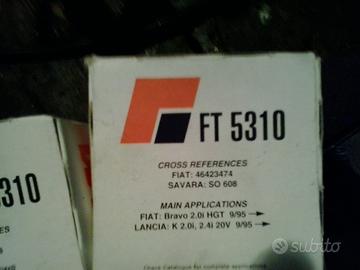 FT 5310
CROSS REFERENCES
FIAT: 46423474
SAVARA: SO 608
MAIN APPLICATIONS
FIAT: Bravo 2.0i HGT 9/95 →
LANCIA: K 2.0i, 2.4i 20V 9/95 →
5310
subito